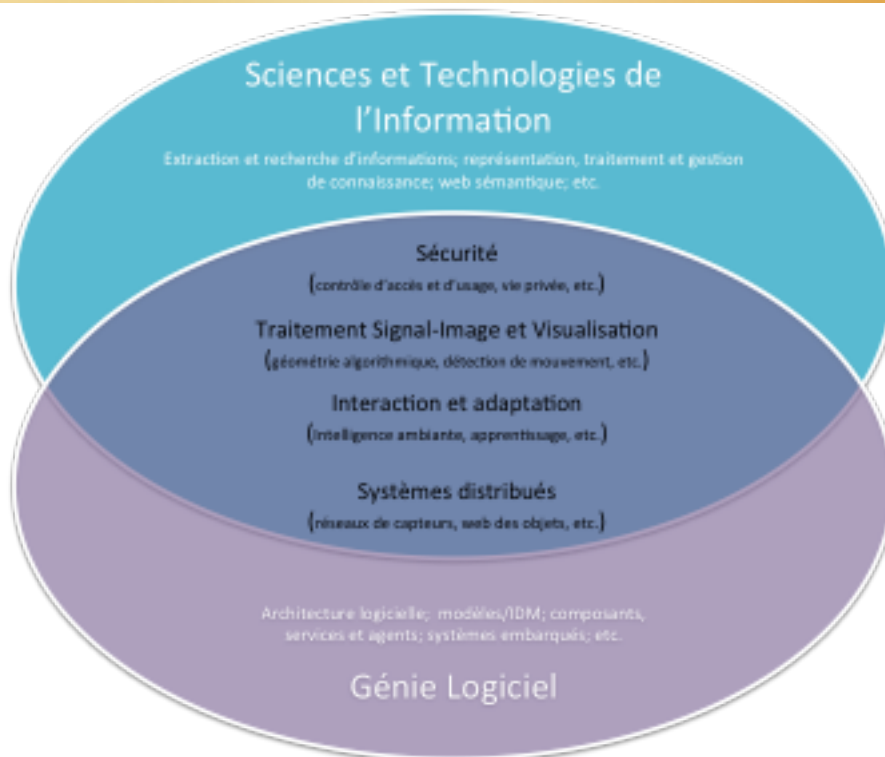 Sciences et Technologies de
l'Information
Extraction et recherche d'informations; représentation, traitement et gestion
de connaissance; web sémantique; etc.
Sécurité
(contrôle d'accès et d'usage, vie privée, etc.)
Traitement Signal-Image et Visualisation
(géométrie algorithmique, détection de mouvement, etc.)
Interaction et adaptation
(Intelligence ambiante, apprentissage, etc.)
Systèmes distribués
(réseaux de capteurs, web des objets, etc.)
Architecture logicielle; modèles/IDM; composants,
services et agents; systèmes embarqués; etc.
Génie Logiciel